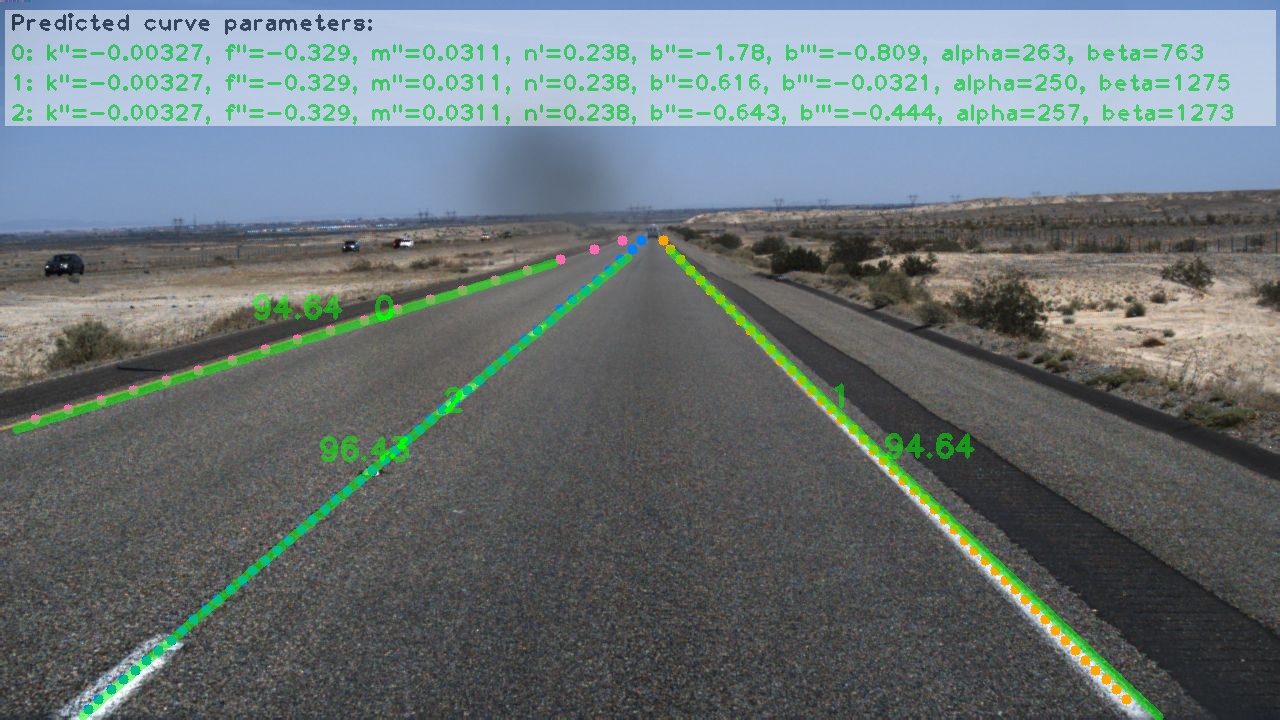 Predicted curve parameters:
0: k''=-0.00327, f''=-0.329, m''=0.0311, n'=0.238, b''=-1.78, b'''=-0.809, alpha=263, beta=763
1: k''=-0.00327, f''=-0.329, m''=0.0311, n'=0.238, b''=0.616, b'''=-0.0321, alpha=250, beta=1275
2: k''=-0.00327, f''=-0.329, m''=0.0311, n'=0.238, b''=-0.643, b'''=-0.444, alpha=257, beta=1273
94.64 0
2 1
96.43 94.64